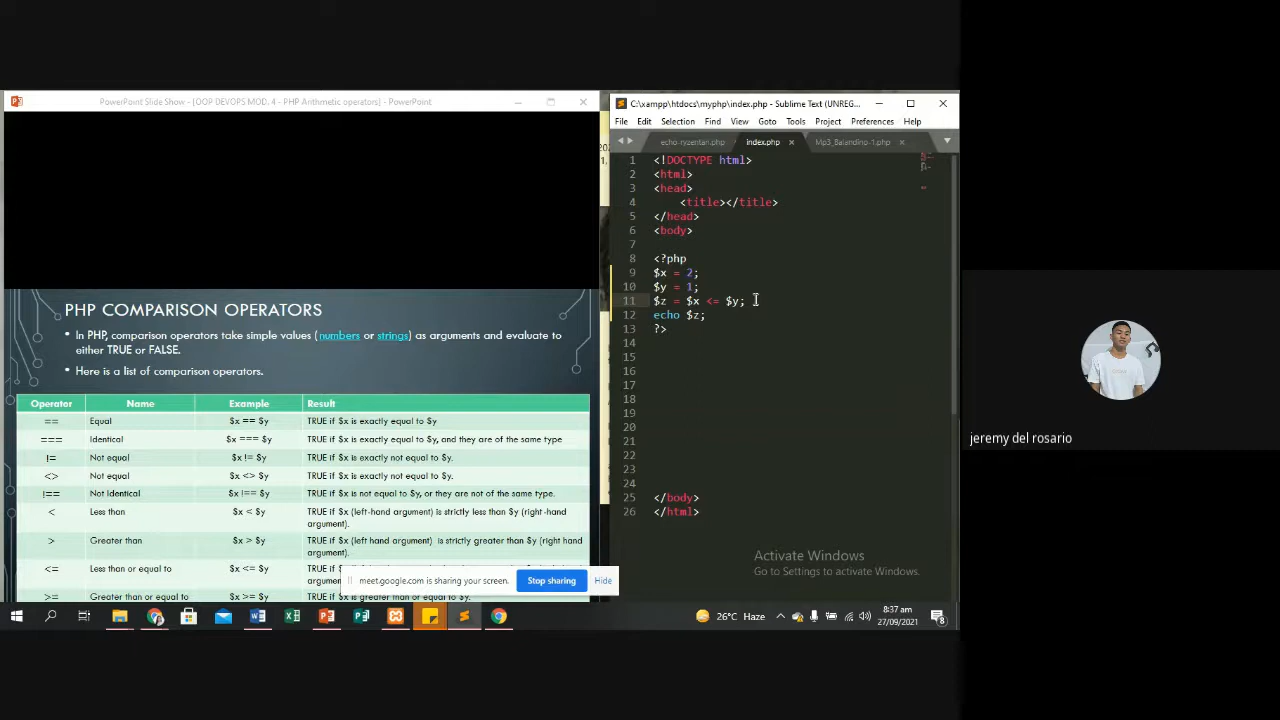 PowerPoint Slide Show - [OOP DEVOPS MOD. 4 - PHP Arithmetic operators] - PowerPoint
PHP COMPARISON OPERATORS
• In PHP, comparison operators take simple values (numbers or strings) as arguments and evaluate to
either TRUE or FALSE.
• Here is a list of comparison operators.
Operator Name Example Result
== Equal $x == $y TRUE if $x is exactly equal to $y
=== Identical $x === $y TRUE if $x is exactly equal to $y, and they are of the same type
!= Not equal $x != $y TRUE if $x is exactly not equal to $y.
<> Not equal $x <> $y TRUE if $x is exactly not equal to $y.
!== Not Identical $x !== $y TRUE if $x is not equal to $y, or they are not of the same type.
< Less than $x < $y TRUE if $x (left-hand argument) is strictly less than $y (right-hand
argument).
> Greater than $x > $y TRUE if $x (left hand argument) is strictly greater than $y (right hand
argument).
<= Less than or equal to $x <= $y
>= Greater than or equal to $x >= $y TRUE if $x is greater than or equal to $y.
meet.google.com is sharing your screen. Stop sharing Hide
C:\xampp\htdocs\myphp\index.php - Sublime Text (UNREG...
File Edit Selection Find View Goto Tools Project Preferences Help
echo-ryzentan.php index.php Mp3_Balandino-1.php
1 <!DOCTYPE html>
2 <html>
3 <head>
4 <title></title>
5 </head>
6 <body>
7
8 <?php
9 $x = 2;
10 $y = 1;
11 $z = $x <= $y;
12 echo $z;
13 ?>
14
15
16
17
18
19
20
21
22
23
24
25 </body>
26 </html>
Activate Windows
Go to Settings to activate Windows.
26°C Haze
8:37 am
27/09/2021
8
jeremy del rosario